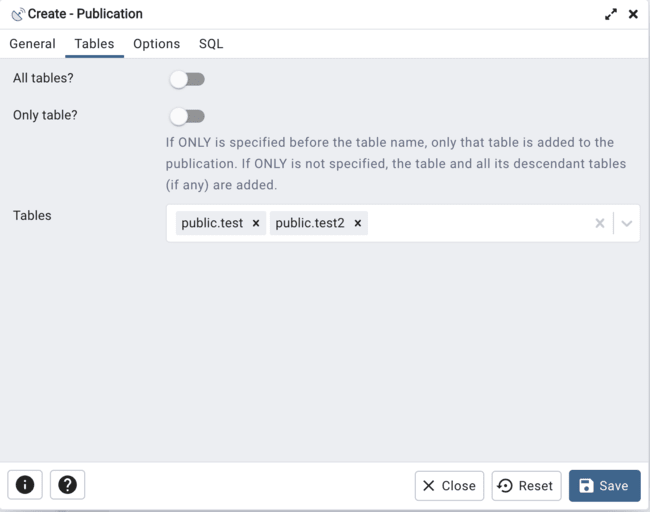 Create - Publication
General Tables Options SQL
All tables?
Only table?
If ONLY is specified before the table name, only that table is added to the
publication. If ONLY is not specified, the table and all its descendant tables
(if any) are added.
Tables public.test public.test2
Close Reset Save